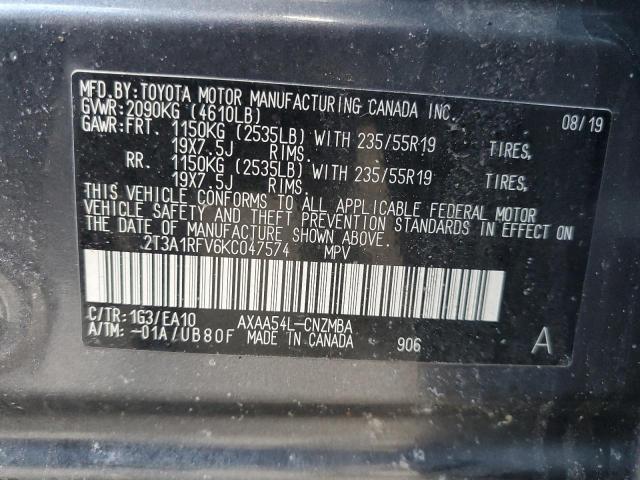 MFD.BY:TOYOTA MOTOR MANUFACTURING CANADA INC. 08/19
GVWR:2090KG (4610LB)
GAWR:FRT. 1150KG (2535LB) WITH 235/55R19 TIRES,
19X7.5J RIMS.
RR. 1150KG (2535LB) WITH 235/55R19 TIRES,
19X7.5J RIMS.
THIS VEHICLE CONFORMS TO ALL APPLICABLE FEDERAL MOTOR
VEHICLE SAFETY AND THEFT PREVENTION STANDARDS IN EFFECT ON
THE DATE OF MANUFACTURE SHOWN ABOVE.
2T3A1RFV6KC047574 MPV
C/TR:1G3/EA10 AXAA54L-CNZMBA
A/TM:-01A/UB80F MADE IN CANADA 906 A